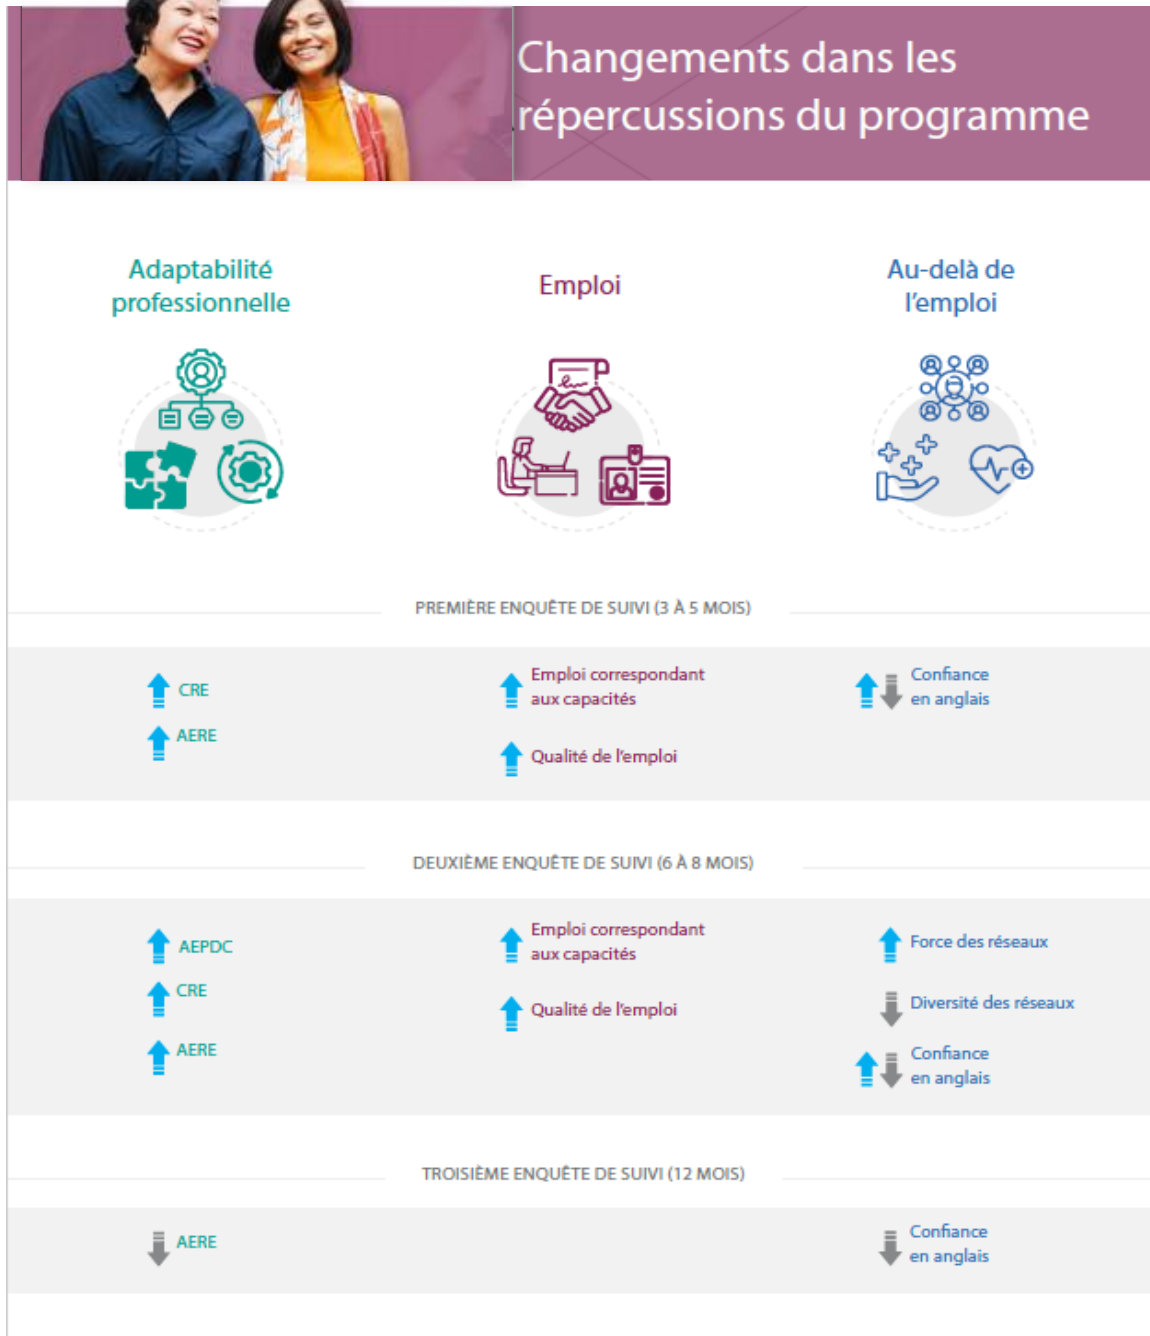 Changements dans les
répercussions du programme
Adaptabilité
professionnelle
Emploi
Au-delà de
l'emploi
PREMIÈRE ENQUÊTE DE SUIVI (3 À 5 MOIS)
CRE
AERE
Emploi correspondant
aux capacités
Qualité de l'emploi
Confiance
en anglais
DEUXIÈME ENQUÊTE DE SUIVI (6 À 8 MOIS)
AEPDC
CRE
AERE
Emploi correspondant
aux capacités
Qualité de l'emploi
Force des réseaux
Diversité des réseaux
Confiance
en anglais
TROISIÈME ENQUÊTE DE SUIVI (12 MOIS)
AERE
Confiance
en anglais